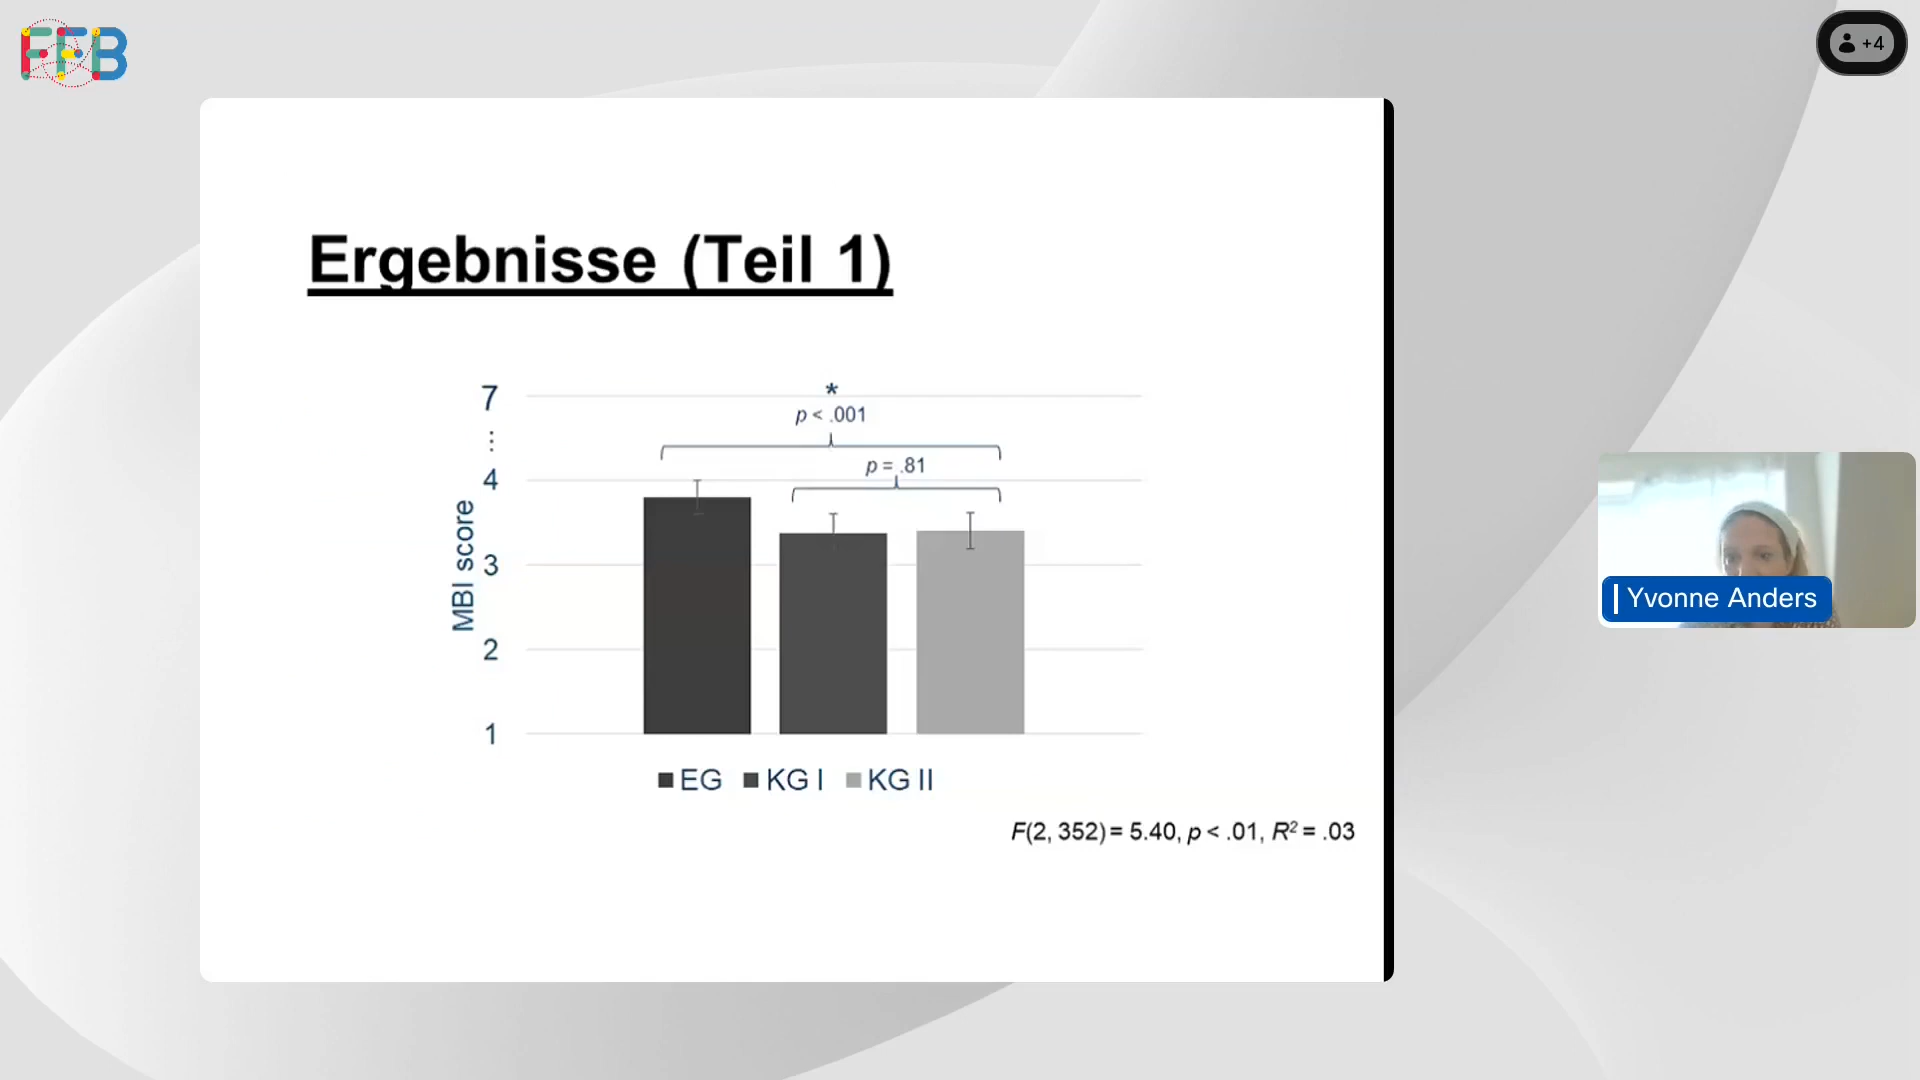 FFB
+4
Ergebnisse (Teil 1)
7
*
p < .001
⋮
p = .81
4
MBI score
3
2
1
EG KG I KG II
F(2, 352) = 5.40, p < .01, R² = .03
Yvonne Anders